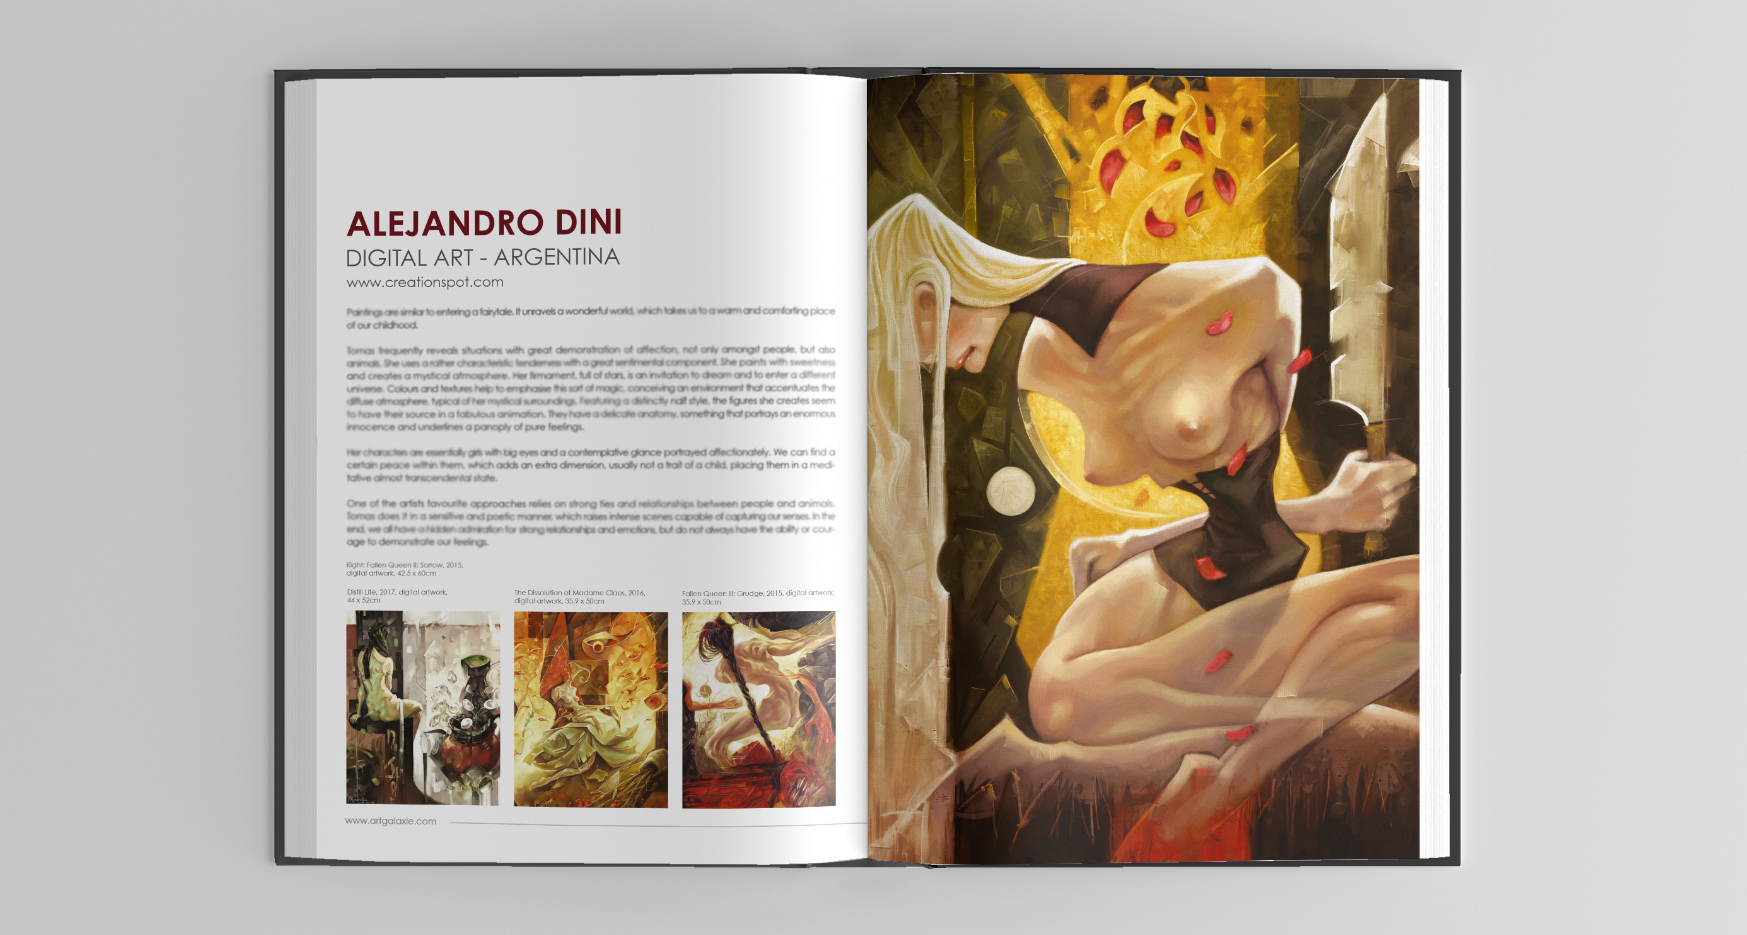 ALEJANDRO DINI
DIGITAL ART - ARGENTINA
www.creationspot.com
Paintings are similar to entering a fairytale. It unravels a wonderful world, which takes us to a warm and comforting place
of our childhood.
Tomas frequently reveals situations with great demonstration of affection, not only amongst people, but also
animals. She uses a rather characteristic tenderness with a great sentimental component. She paints with sweetness
and creates a mystical atmosphere. Her firmament, full of stars, is an invitation to dream and to enter a different
universe. Colours and textures help to emphasise this sort of magic, conceiving an environment that accentuates the
diffuse atmosphere, typical of her mystical surroundings. Featuring a distinctly naïf style, the figures she creates seem
to have their source in a fabulous animation. They have a delicate anatomy, something that portrays an enormous
innocence and underlines a panoply of pure feelings.
Her characters are essentially girls with big eyes and a contemplative glance portrayed affectionately. We can find a
certain peace within them, which adds an extra dimension, usually not a trait of a child, placing them in a medi-
tative almost transcendental state.
One of the artists favourite approaches relies on strong ties and relationships between people and animals.
Tomas does it in a sensitive and poetic manner, which raises intense scenes capable of capturing our senses. In the
end, we all have a hidden admiration for strong relationships and emotions, but do not always have the ability or cour-
age to demonstrate our feelings.
Right: Fallen Queen II: Sorrow, 2015,
digital artwork, 42,5 x 60cm
Distill Life, 2017, digital artwork,
44 x 52cm
The Dissolution of Madame Claes, 2016,
digital artwork, 35,9 x 50cm
Fallen Queen III: Grudge, 2015, digital artwork,
35,9 x 50cm
www.artgalaxie.com